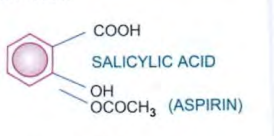 COOH
SALICYLIC ACID
OH
OCOCH₃ (ASPIRIN)